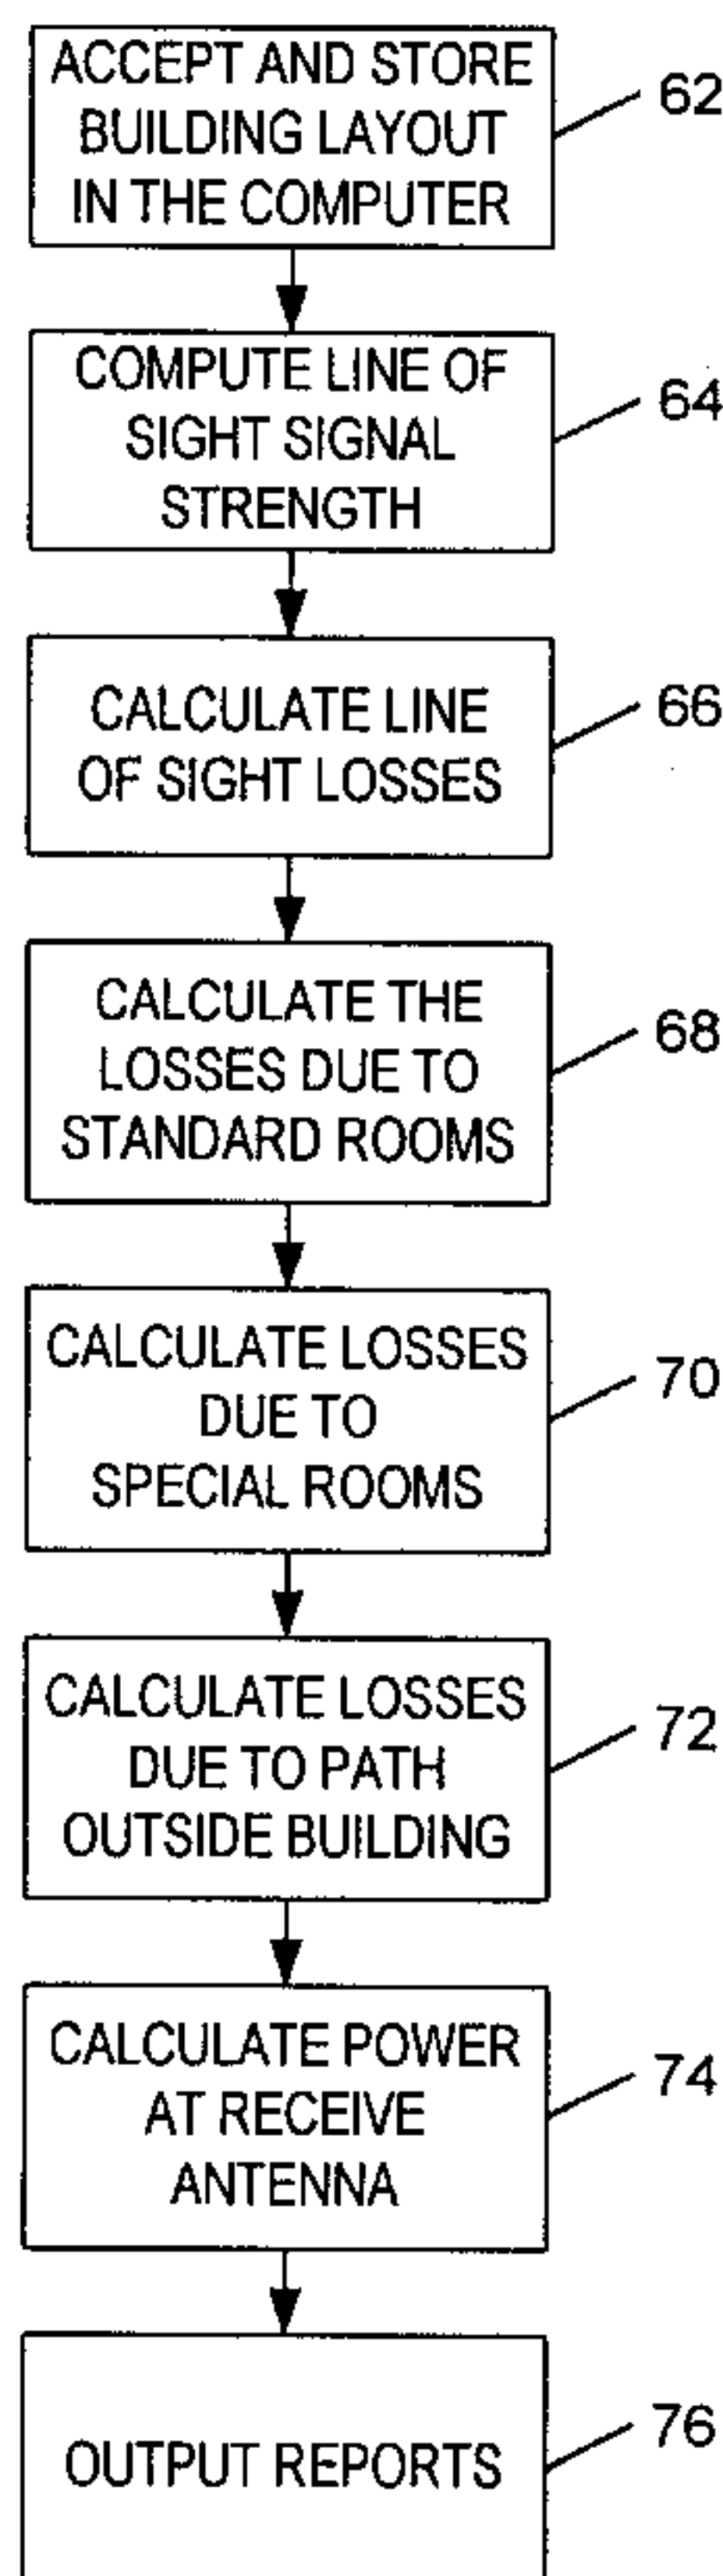 ACCEPT AND STORE
BUILDING LAYOUT
IN THE COMPUTER
62
COMPUTE LINE OF
SIGHT SIGNAL
STRENGTH
64
CALCULATE LINE
OF SIGHT LOSSES
66
CALCULATE THE
LOSSES DUE TO
STANDARD ROOMS
68
CALCULATE LOSSES
DUE TO
SPECIAL ROOMS
70
CALCULATE LOSSES
DUE TO PATH
OUTSIDE BUILDING
72
CALCULATE POWER
AT RECEIVE
ANTENNA
74
OUTPUT REPORTS
76